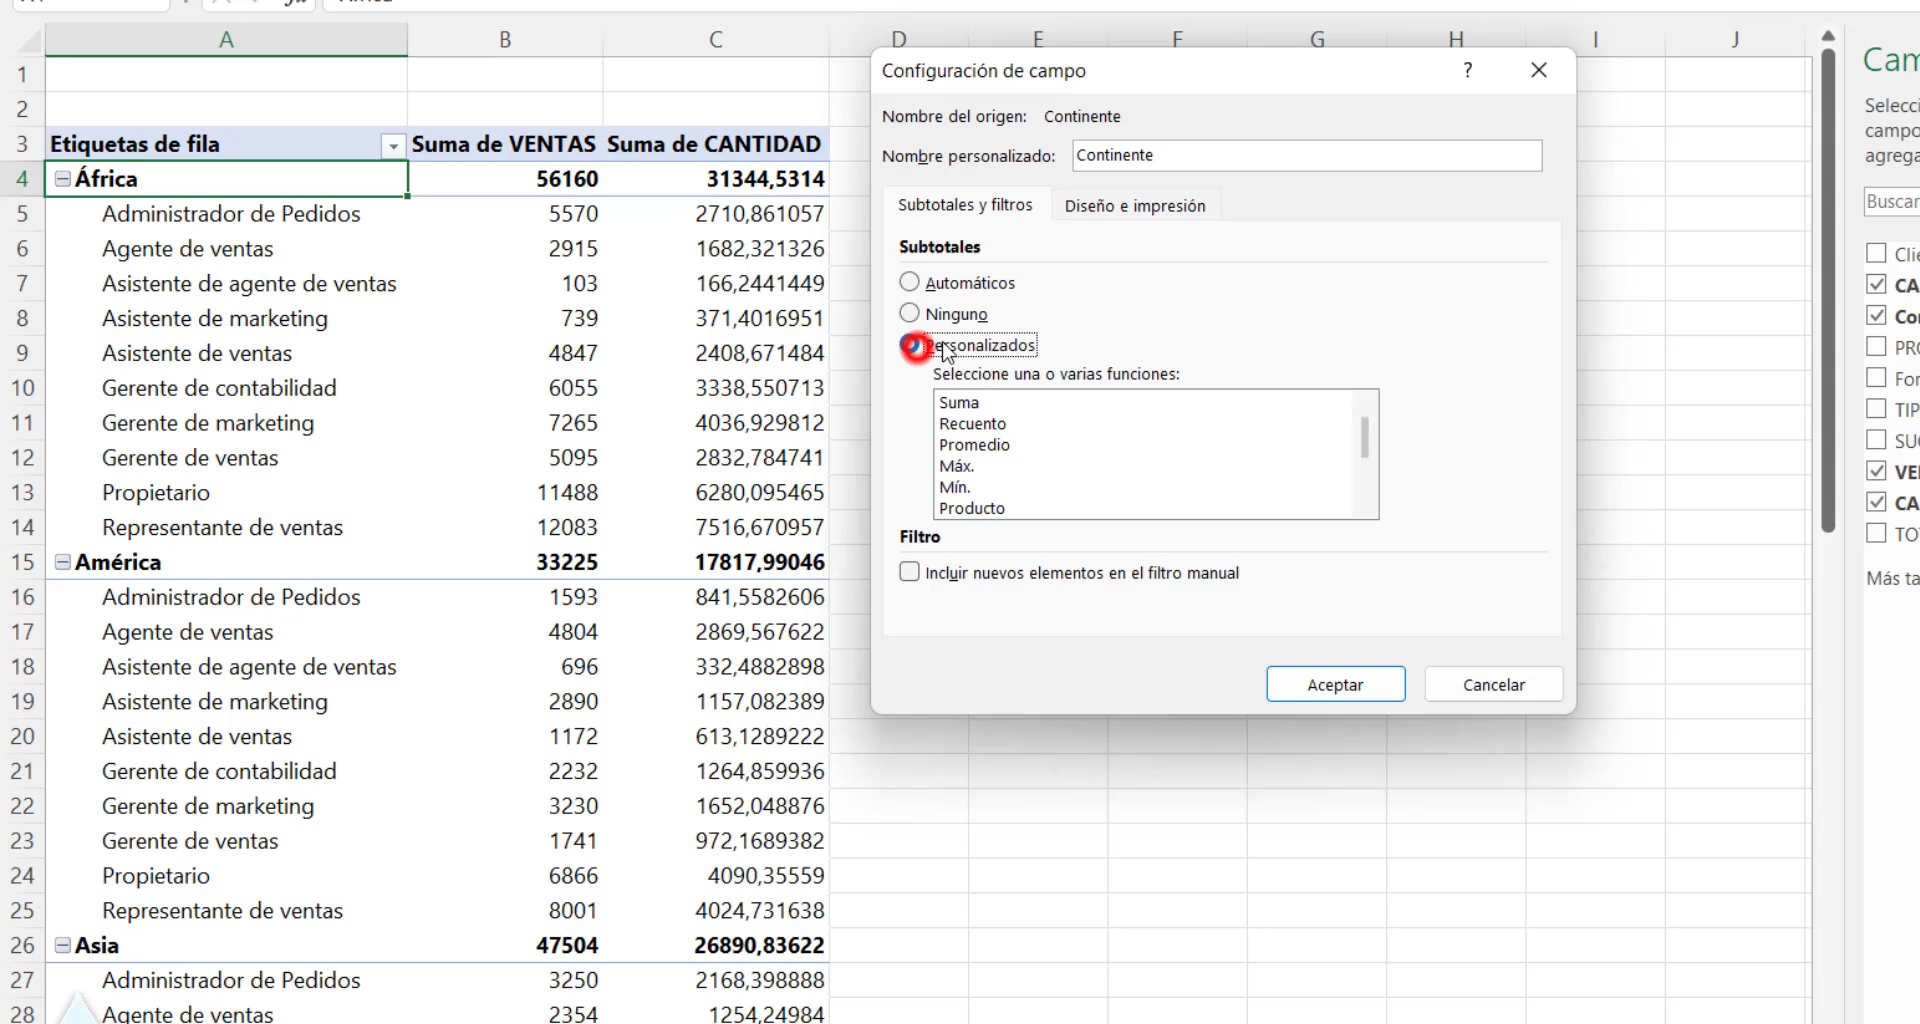 A B C D E F G H I J
Cam
1
2
3 Etiquetas de fila Suma de VENTAS Suma de CANTIDAD
4 África 56160 31344,5314
5 Administrador de Pedidos 5570 2710,861057
6 Agente de ventas 2915 1682,321326
7 Asistente de agente de ventas 103 166,2441449
8 Asistente de marketing 739 371,4016951
9 Asistente de ventas 4847 2408,671484
10 Gerente de contabilidad 6055 3338,550713
11 Gerente de marketing 7265 4036,929812
12 Gerente de ventas 5095 2832,784741
13 Propietario 11488 6280,095465
14 Representante de ventas 12083 7516,670957
15 América 33225 17817,99046
16 Administrador de Pedidos 1593 841,5582606
17 Agente de ventas 4804 2869,567622
18 Asistente de agente de ventas 696 332,4882898
19 Asistente de marketing 2890 1157,082389
20 Asistente de ventas 1172 613,1289222
21 Gerente de contabilidad 2232 1264,859936
22 Gerente de marketing 3230 1652,048876
23 Gerente de ventas 1741 972,1689382
24 Propietario 6866 4090,35559
25 Representante de ventas 8001 4024,731638
26 Asia 47504 26890,83622
27 Administrador de Pedidos 3250 2168,398888
28 Agente de ventas 2354 1254,24984
Configuración de campo ?
Nombre del origen: Continente
Nombre personalizado: Continente
Subtotales y filtros Diseño e impresión
Subtotales
Automáticos
Ninguno
Personalizados
Seleccione una o varias funciones:
Suma
Recuento
Promedio
Máx.
Mín.
Producto
Filtro
Incluir nuevos elementos en el filtro manual
Aceptar Cancelar
Selecci
campo
agrega
Buscar
Clie
CA
Con
PRO
For
TIP
SUC
VEN
CA
TO
Más ta